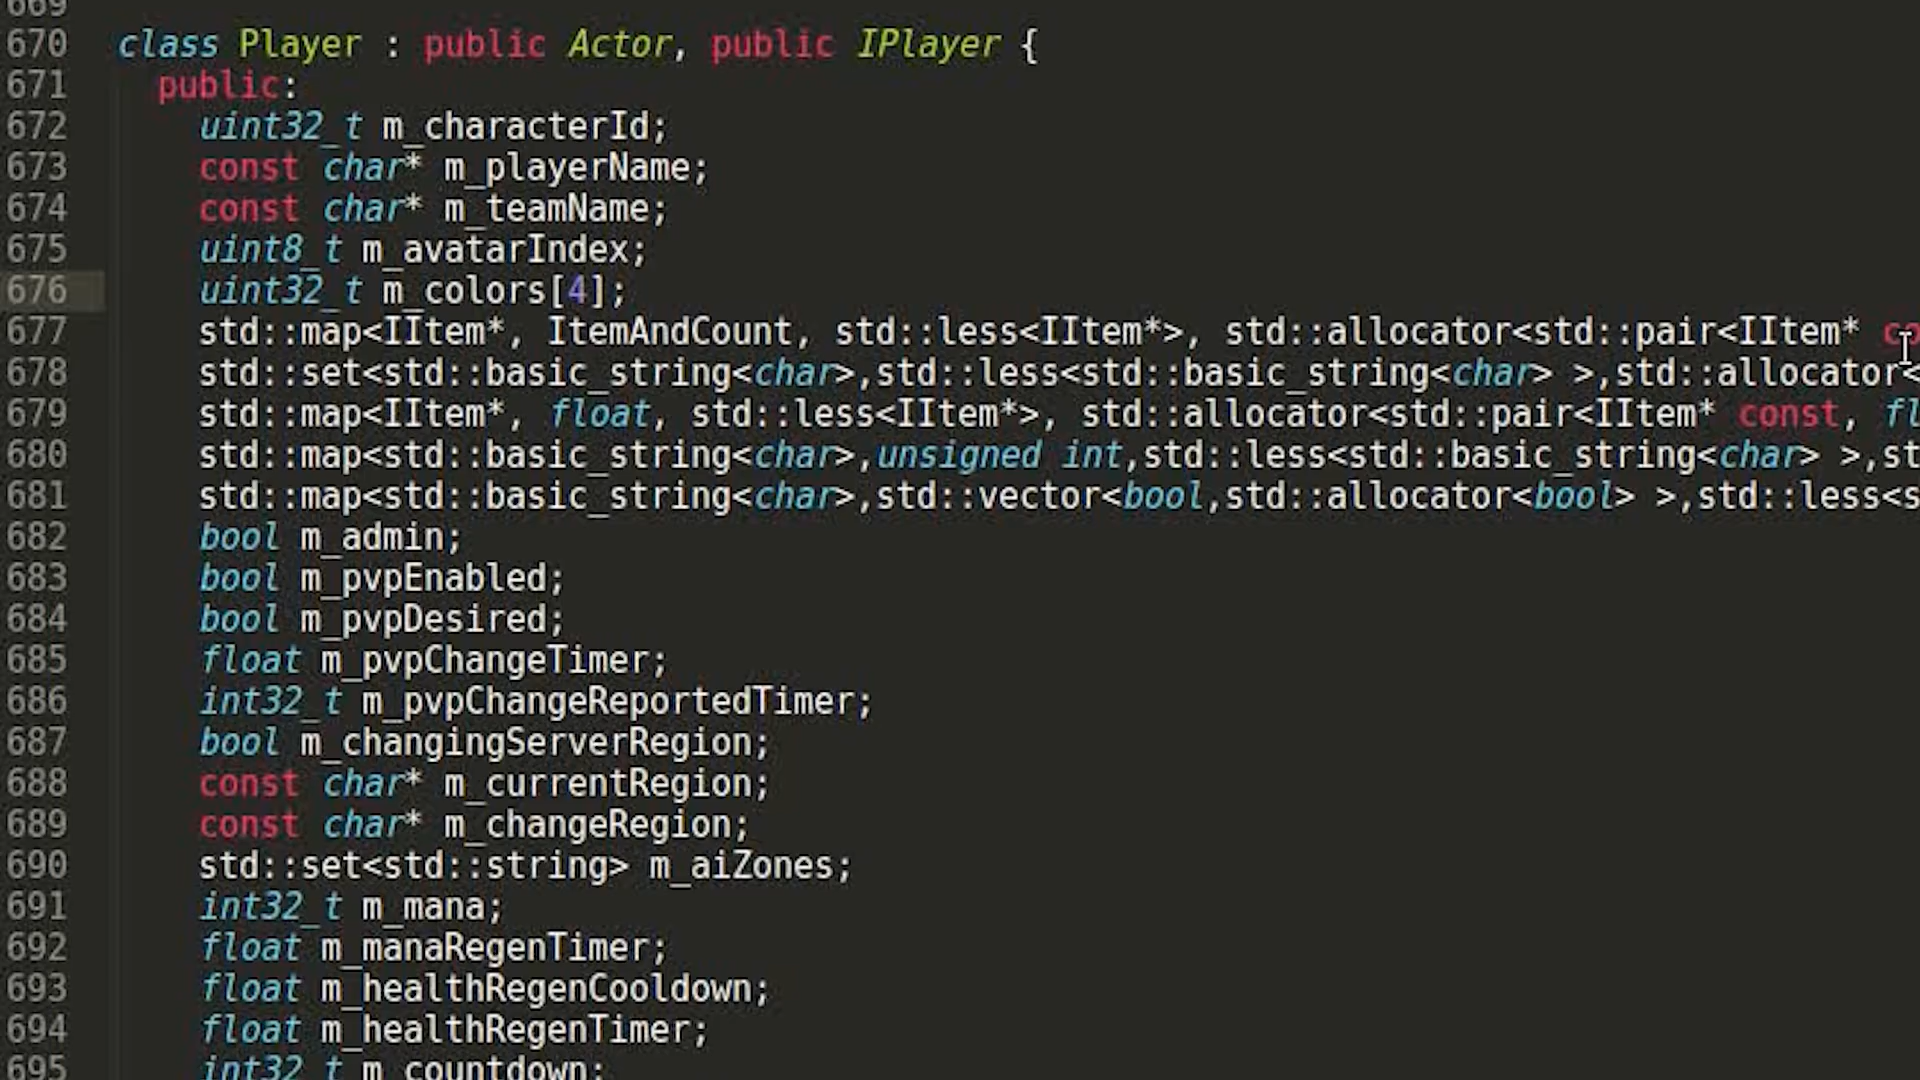 669
670 class Player : public Actor, public IPlayer {
671 public:
672 uint32_t m_characterId;
673 const char* m_playerName;
674 const char* m_teamName;
675 uint8_t m_avatarIndex;
676 uint32_t m_colors[4];
677 std::map<IItem*, ItemAndCount, std::less<IItem*>, std::allocator<std::pair<IItem* co
678 std::set<std::basic_string<char>,std::less<std::basic_string<char> >,std::allocator<
679 std::map<IItem*, float, std::less<IItem*>, std::allocator<std::pair<IItem* const, fl
680 std::map<std::basic_string<char>,unsigned int,std::less<std::basic_string<char> >,st
681 std::map<std::basic_string<char>,std::vector<bool,std::allocator<bool> >,std::less<s
682 bool m_admin;
683 bool m_pvpEnabled;
684 bool m_pvpDesired;
685 float m_pvpChangeTimer;
686 int32_t m_pvpChangeReportedTimer;
687 bool m_changingServerRegion;
688 const char* m_currentRegion;
689 const char* m_changeRegion;
690 std::set<std::string> m_aiZones;
691 int32_t m_mana;
692 float m_manaRegenTimer;
693 float m_healthRegenCooldown;
694 float m_healthRegenTimer;
695 int32_t m_countdown;